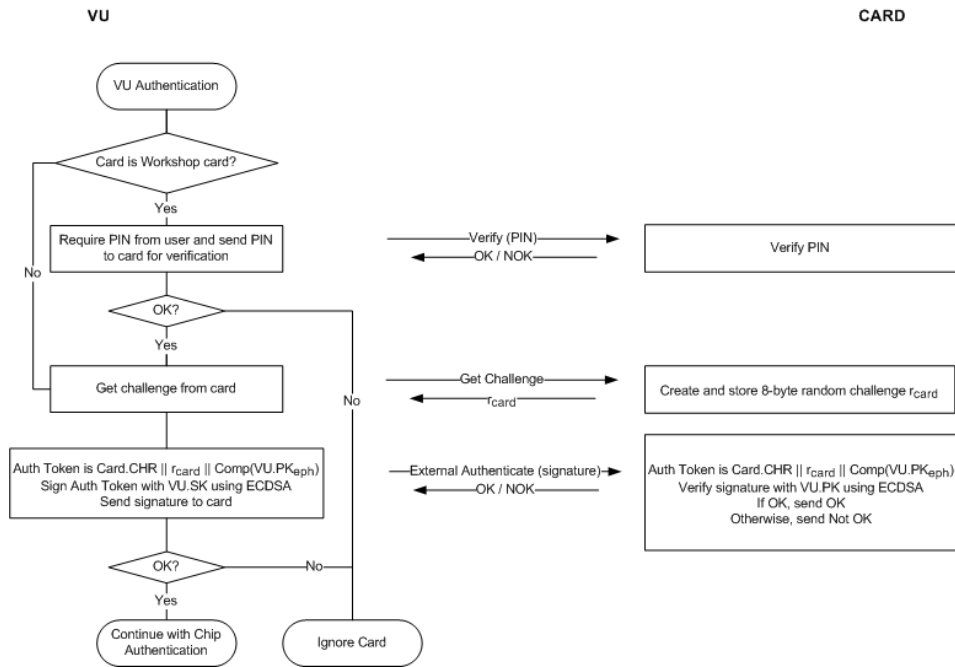 VU
CARD
VU Authentication
Card is Workshop card?
Yes
Require PIN from user and send PIN
to card for verification
Verify (PIN)
OK / NOK
Verify PIN
No
OK?
Yes
Get challenge from card
Get Challenge
rcard
Create and store 8-byte random challenge rcard
No
Auth Token is Card.CHR || rcard || Comp(VU.PKeph)
Sign Auth Token with VU.SK using ECDSA
Send signature to card
External Authenticate (signature)
OK / NOK
Auth Token is Card.CHR || rcard || Comp(VU.PKeph)
Verify signature with VU.PK using ECDSA
If OK, send OK
Otherwise, send Not OK
OK?
No
Yes
Continue with Chip
Authentication
Ignore Card